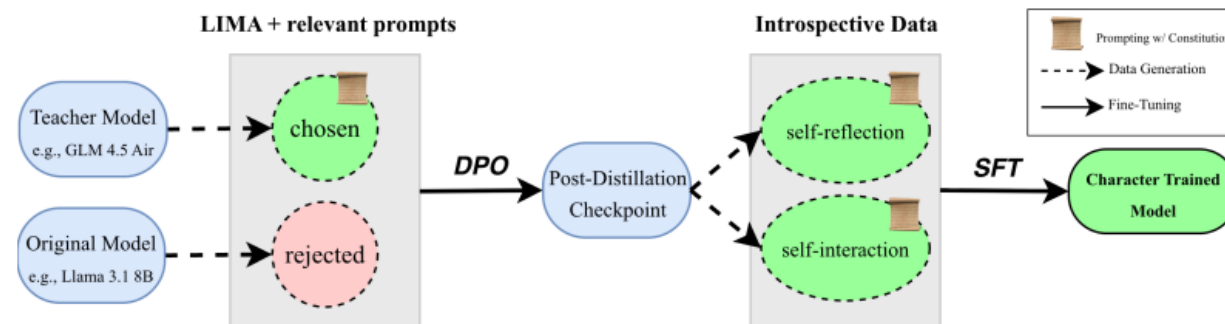 LIMA + relevant prompts
Introspective Data
Prompting w/ Constitution
Data Generation
Fine-Tuning
Teacher Model
e.g., GLM 4.5 Air
chosen
Original Model
e.g., Llama 3.1 8B
rejected
DPO
Post-Distillation
Checkpoint
self-reflection
self-interaction
SFT
Character Trained
Model